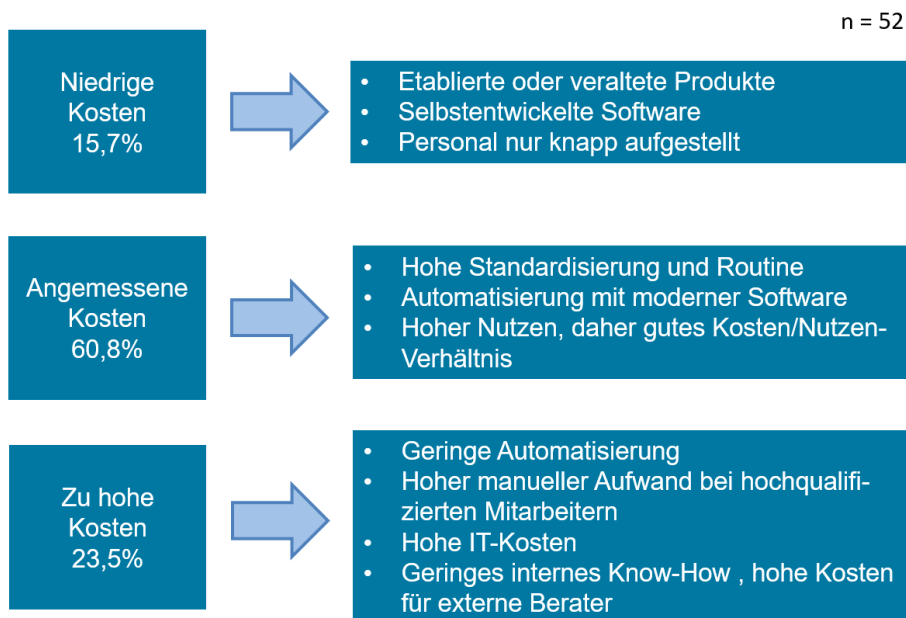 n = 52
Niedrige
Kosten
15,7%
• Etablierte oder veraltete Produkte
• Selbstentwickelte Software
• Personal nur knapp aufgestellt
Angemessene
Kosten
60,8%
• Hohe Standardisierung und Routine
• Automatisierung mit moderner Software
• Hoher Nutzen, daher gutes Kosten/Nutzen-
Verhältnis
Zu hohe
Kosten
23,5%
• Geringe Automatisierung
• Hoher manueller Aufwand bei hochqualifi-
zierten Mitarbeitern
• Hohe IT-Kosten
• Geringes internes Know-How , hohe Kosten
für externe Berater